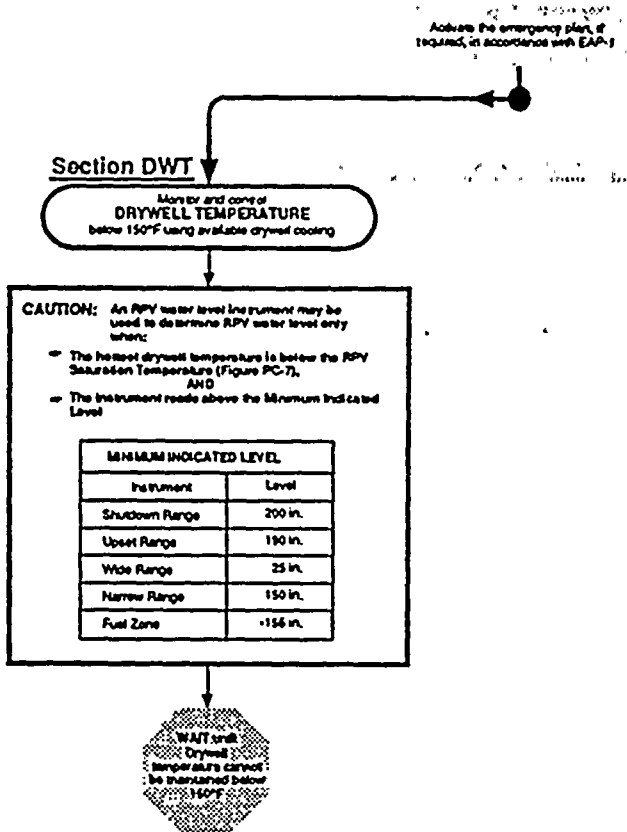 Activate the emergency plan, if
required, in accordance with EAP-1
Section DWT
Monitor and control
DRYWELL TEMPERATURE
below 150°F using available drywell cooling
CAUTION: An RPV water level instrument may be
used to determine RPV water level only
when:
The hottest drywell temperature is below the RPV
Saturation Temperature (Figure PC-7),
AND
The instrument reads above the Minimum Indicated
Level
MINIMUM INDICATED LEVEL
Instrument Level
Shutdown Range 200 in.
Upset Range in.
Wide Range 25 in.
Narrow Range 150 in.
Fuel Zone -156 in.
WAIT until
Drywell
temperature cannot
be maintained below
150°F